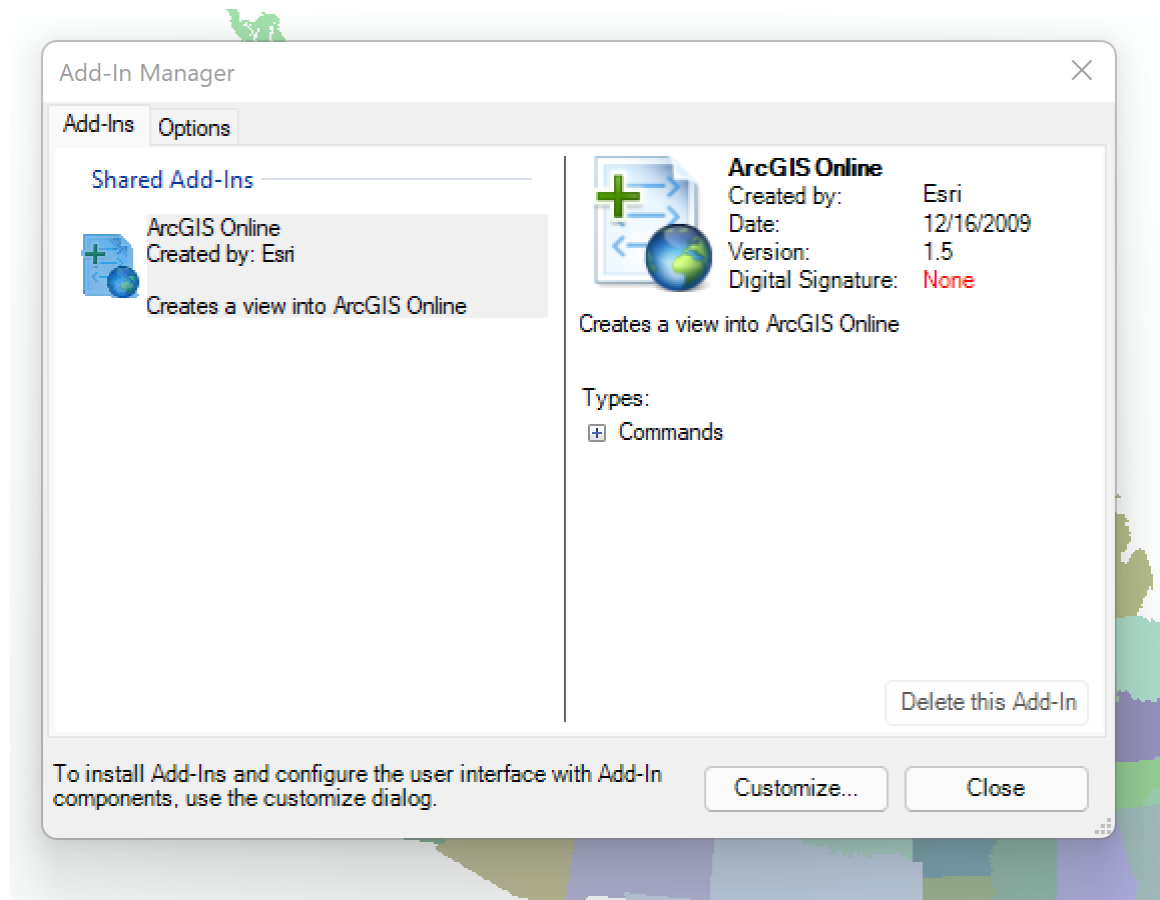 Add-In Manager
Add-Ins
Options
Shared Add-Ins
ArcGIS Online
Created by: Esri
Creates a view into ArcGIS Online
ArcGIS Online
Created by: Esri
Date: 12/16/2009
Version: 1.5
Digital Signature: None
Creates a view into ArcGIS Online
Types:
Commands
Delete this Add-In
To install Add-Ins and configure the user interface with Add-In
components, use the customize dialog.
Customize...
Close